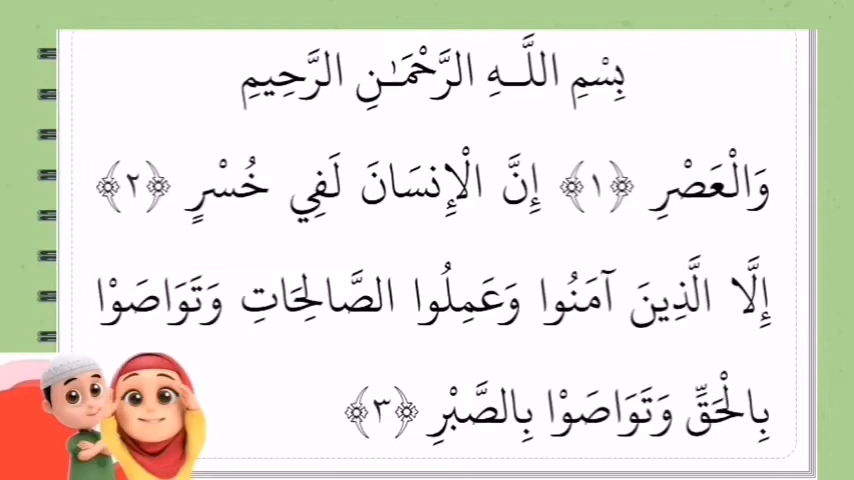 بِسْمِ اللَّـهِ الرَّحْمَـٰنِ الرَّحِيمِ
وَالْعَصْرِ ﴿١﴾ إِنَّ الْإِنسَانَ لَفِي خُسْرٍ ﴿٢﴾
إِلَّا الَّذِينَ آمَنُوا وَعَمِلُوا الصَّالِحَاتِ وَتَوَاصَوْا
بِالْحَقِّ وَتَوَاصَوْا بِالصَّبْرِ ﴿٣﴾